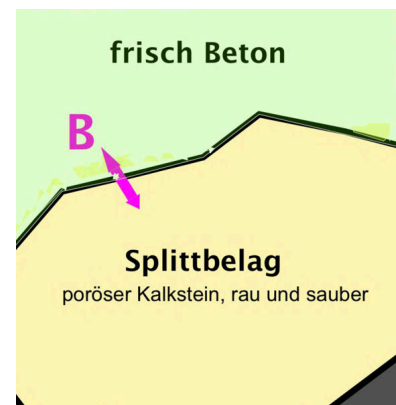 frisch Beton
B
Splittbelag
poröser Kalkstein, rau und sauber